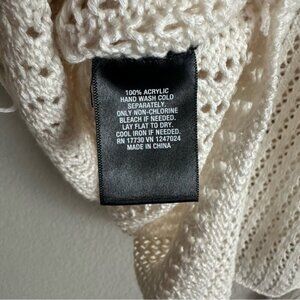 100% ACRYLIC
HAND WASH COLD
SEPARATELY.
ONLY NON-CHLORINE
BLEACH IF NEEDED.
LAY FLAT TO DRY.
COOL IRON IF NEEDED.
RN 17730 VN 1247024
MADE IN CHINA